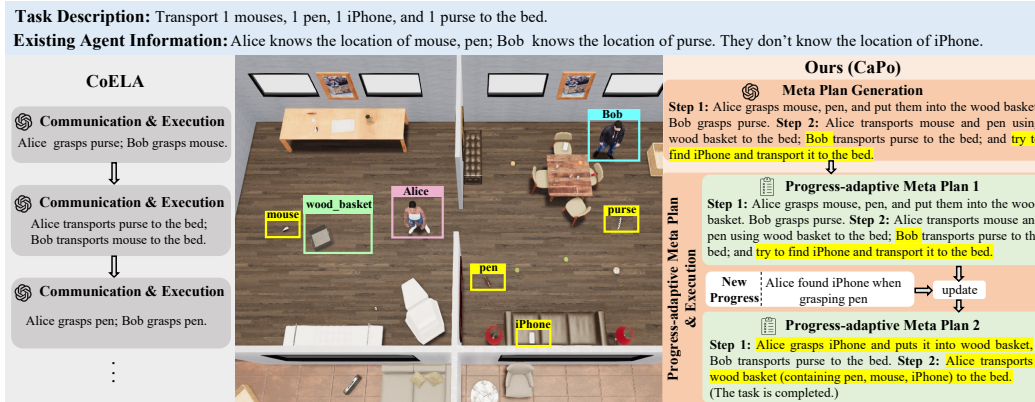 Task Description: Transport 1 mouses, 1 pen, 1 iPhone, and 1 purse to the bed.
Existing Agent Information: Alice knows the location of mouse, pen; Bob knows the location of purse. They don't know the location of iPhone.
CoELA
Communication & Execution
Alice grasps purse; Bob grasps mouse.
Communication & Execution
Alice transports purse to the bed;
Bob transports mouse to the bed.
Communication & Execution
Alice grasps pen; Bob grasps pen.
⋮
Bob
Alice
wood_basket
mouse
purse
pen
iPhone
Ours (CaPo)
Meta Plan Generation
Step 1: Alice grasps mouse, pen, and put them into the wood basket
Bob grasps purse. Step 2: Alice transports mouse and pen using
wood basket to the bed; Bob transports purse to the bed; and try to
find iPhone and transport it to the bed.
Progress-adaptive Meta Plan
& Execution
Progress-adaptive Meta Plan 1
Step 1: Alice grasps mouse, pen, and put them into the wood
basket. Bob grasps purse. Step 2: Alice transports mouse and
pen using wood basket to the bed; Bob transports purse to the
bed; and try to find iPhone and transport it to the bed.
New
Progress
Alice found iPhone when
grasping pen
update
Progress-adaptive Meta Plan 2
Step 1: Alice grasps iPhone and puts it into wood basket,
Bob transports purse to the bed. Step 2: Alice transports
wood basket (containing pen, mouse, iPhone) to the bed.
(The task is completed.)